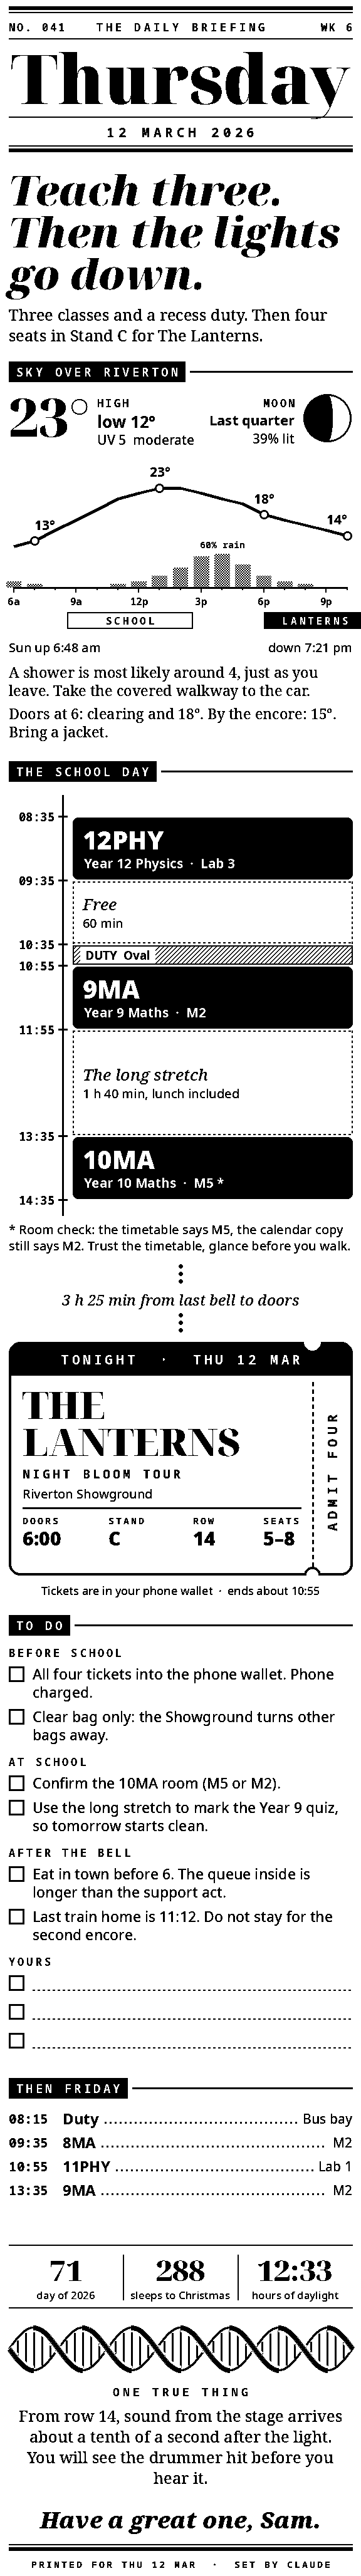 NO. 041 THE DAILY BRIEFING WK 6
Thursday
12 MARCH 2026
Teach three.
Then the lights
go down.
Three classes and a recess duty. Then four
seats in Stand C for The Lanterns.
SKY OVER RIVERTON
23° HIGH
low 12°
UV 5 moderate
MOON
Last quarter
39% lit
23°
13°
18°
14°
60% rain
6a 9a 12p 3p 6p 9p
SCHOOL LANTERNS
Sun up 6:48 am down 7:21 pm
A shower is most likely around 4, just as you
leave. Take the covered walkway to the car.
Doors at 6: clearing and 18°. By the encore: 15°.
Bring a jacket.
THE SCHOOL DAY
08:35
12PHY
Year 12 Physics · Lab 3
09:35
Free
60 min
10:35
DUTY Oval
10:55
9MA
Year 9 Maths · M2
11:55
The long stretch
1 h 40 min, lunch included
13:35
10MA
Year 10 Maths · M5 *
14:35
* Room check: the timetable says M5, the calendar copy
still says M2. Trust the timetable, glance before you walk.
3 h 25 min from last bell to doors
TONIGHT · THU 12 MAR
THE
LANTERNS
NIGHT BLOOM TOUR
Riverton Showground
DOORS STAND ROW SEATS
6:00 C 14 5–8
ADMIT FOUR
Tickets are in your phone wallet · ends about 10:55
TO DO
BEFORE SCHOOL
All four tickets into the phone wallet. Phone
charged.
Clear bag only: the Showground turns other
bags away.
AT SCHOOL
Confirm the 10MA room (M5 or M2).
Use the long stretch to mark the Year 9 quiz,
so tomorrow starts clean.
AFTER THE BELL
Eat in town before 6. The queue inside is
longer than the support act.
Last train home is 11:12. Do not stay for the
second encore.
YOURS
THEN FRIDAY
08:15 Duty Bus bay
09:35 8MA M2
10:55 11PHY Lab 1
13:35 9MA M2
71 288 12:33
day of 2026 sleeps to Christmas hours of daylight
ONE TRUE THING
From row 14, sound from the stage arrives
about a tenth of a second after the light.
You will see the drummer hit before you
hear it.
Have a great one, Sam.
PRINTED FOR THU 12 MAR · SET BY CLAUDE